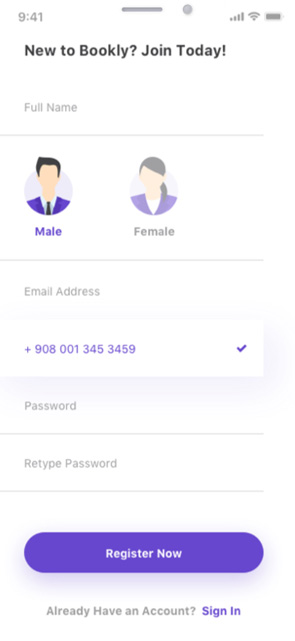 9:41
New to Bookly? Join Today!
Full Name
Male
Female
Email Address
+ 908 001 345 3459
Password
Retype Password
Register Now
Already Have an Account? Sign In